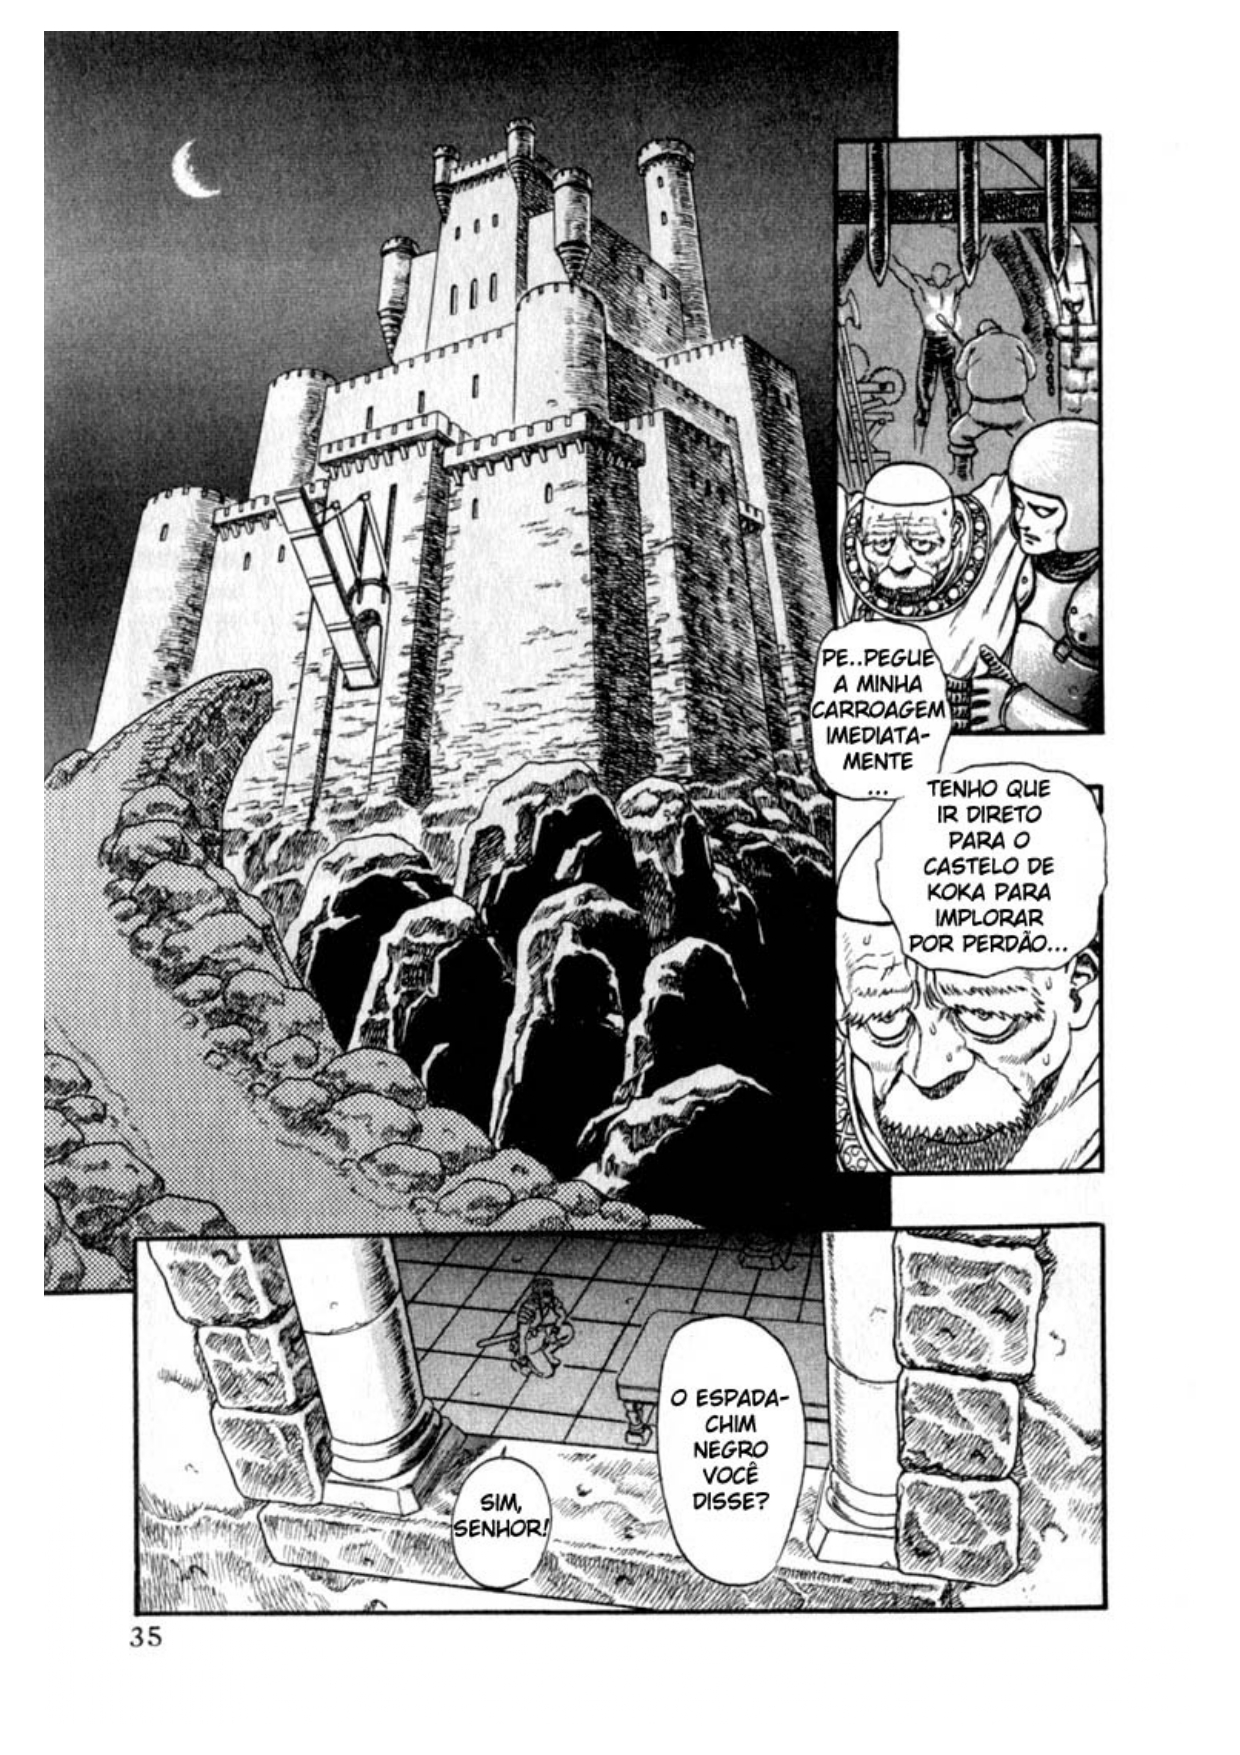 PE..PEGUE
A MINHA
CARROAGEM
IMEDIATA-
MENTE
...
TENHO QUE
IR DIRETO
PARA O
CASTELO DE
KOKA PARA
IMPLORAR
POR PERDÃO...
O ESPADA-
CHIM
NEGRO
VOCÊ
DISSE?
SIM,
SENHOR!
35